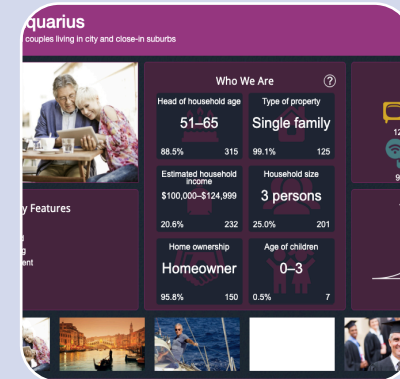 quarius
couples living in city and close-in suburbs
Who We Are
?
Head of household age
51–65
88.5% 315
Type of property
Single family
99.1% 125
Estimated household
income
$100,000–$124,999
20.6% 232
Household size
3 persons
25.0% 201
Home ownership
Homeowner
95.8% 150
Age of children
0–3
0.5% 7
y Features
g
ent
12
9